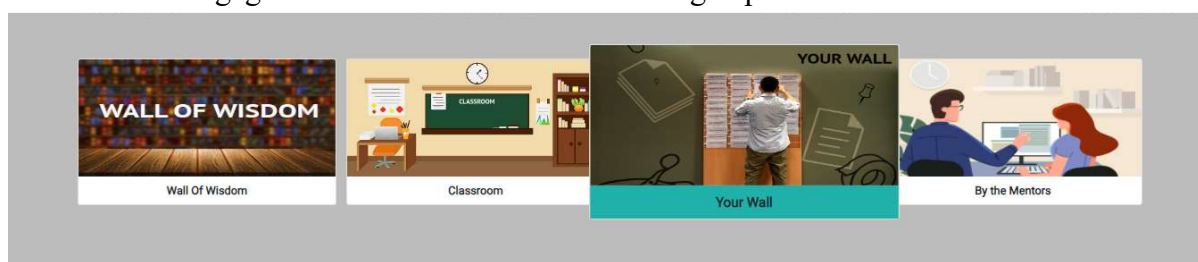 WALL OF WISDOM
CLASSROOM
YOUR WALL
Wall Of Wisdom
Classroom
Your Wall
By the Mentors